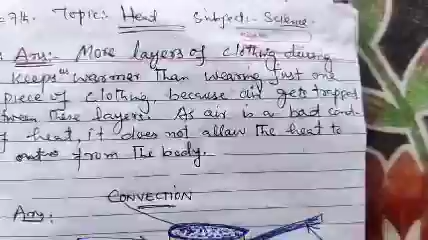 7th. Topic: Heat Subject:- Science.
Ans: More layers of clothing during
keeps us warmer Than wearing just one
piece of clothing, because air gets trapped
these layers. As air is a bad cond-
heat, it does not allow The heat to
from The body.
CONVECTION
Ans: